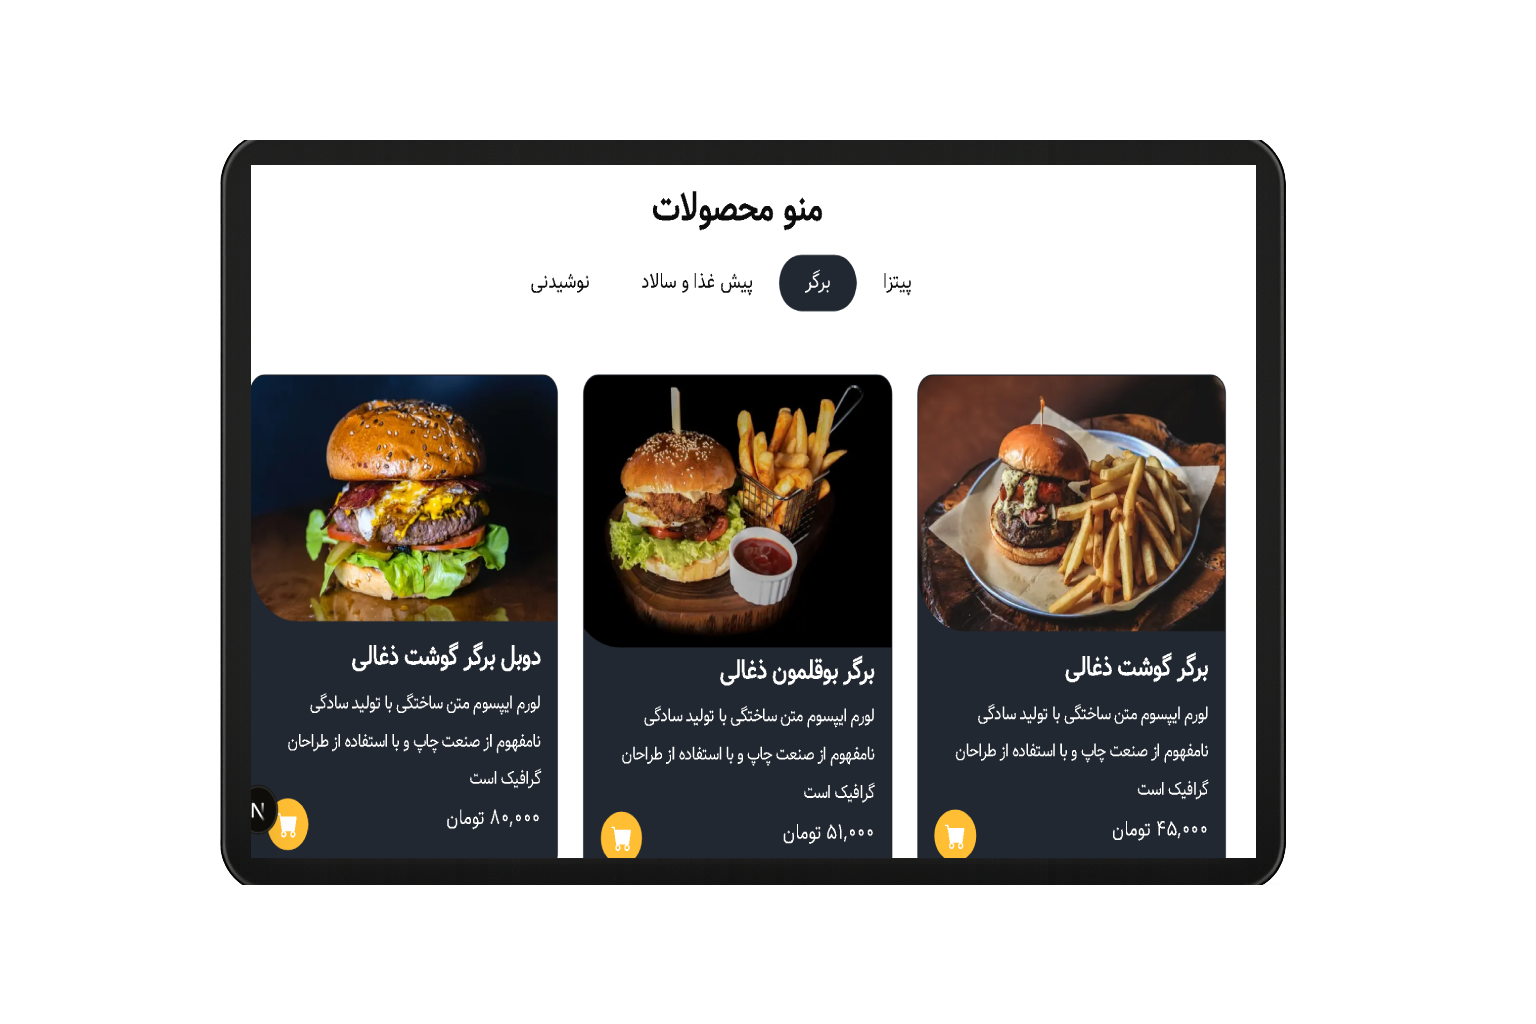 منو محصولات
پیتزا
برگر
پیش غذا و سالاد
نوشیدنی
برگر گوشت ذغالی
لورم ایپسوم متن ساختگی با تولید سادگی
نامفهوم از صنعت چاپ و با استفاده از طراحان
گرافیک است
۴۵,۰۰۰ تومان
برگر بوقلمون ذغالی
لورم ایپسوم متن ساختگی با تولید سادگی
نامفهوم از صنعت چاپ و با استفاده از طراحان
گرافیک است
۵۱,۰۰۰ تومان
دوبل برگر گوشت ذغالی
لورم ایپسوم متن ساختگی با تولید سادگی
نامفهوم از صنعت چاپ و با استفاده از طراحان
گرافیک است
۸۰,۰۰۰ تومان
N